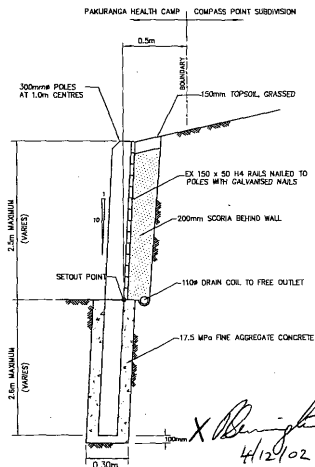 PAKURANGA HEALTH CAMP
COMPASS POINT SUBDIVISION
0.5m
BOUNDARY
300mmø POLES
AT 1.0m CENTRES
150mm TOPSOIL, GRASSED
EX 150 x 50 H4 RAILS NAILED TO
POLES WITH GALVANISED NAILS
1
10
2.5m MAXIMUM
(VARIES)
200mm SCORIA BEHIND WALL
SETOUT POINT
110ø DRAIN COIL TO FREE OUTLET
2.6m MAXIMUM
(VARIES)
17.5 MPa FINE AGGREGATE CONCRETE
100mm
X
4/12/02
0.30m